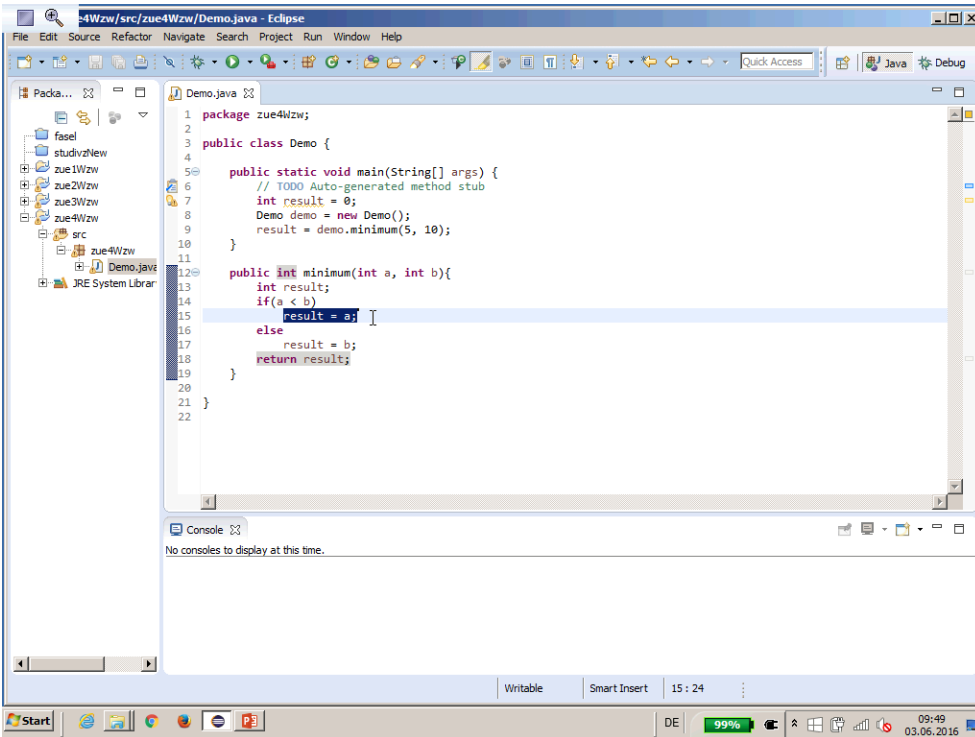 e4Wzw/src/zue4Wzw/Demo.java - Eclipse
File Edit Source Refactor Navigate Search Project Run Window Help
Quick Access
Java
Debug
Packa...
Demo.java
fasel
studivzNew
zue1Wzw
zue2Wzw
zue3Wzw
zue4Wzw
src
zue4Wzw
Demo.java
JRE System Librar
1 package zue4Wzw;
2
3 public class Demo {
4
5 public static void main(String[] args) {
6 // TODO Auto-generated method stub
7 int result = 0;
8 Demo demo = new Demo();
9 result = demo.minimum(5, 10);
10 }
11
12 public int minimum(int a, int b){
13 int result;
14 if(a < b)
15 result = a;
16 else
17 result = b;
18 return result;
19 }
20
21 }
22
Console
No consoles to display at this time.
Writable
Smart Insert
15 : 24
Start
DE
99%
09:49
03.06.2016